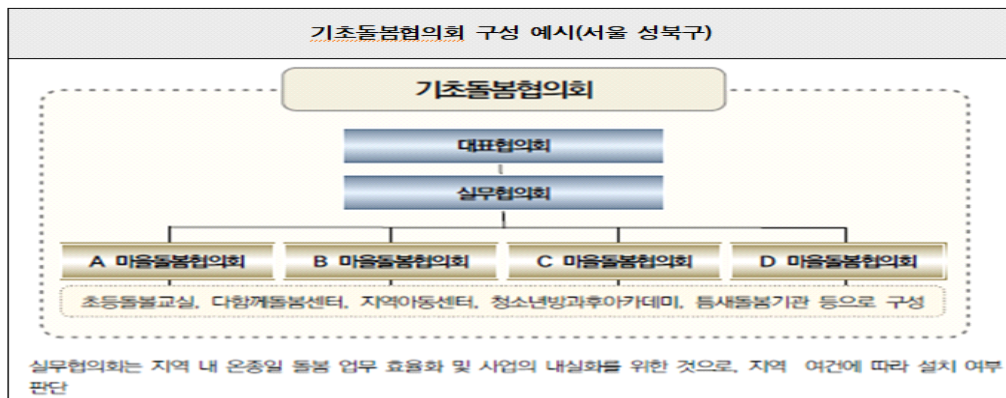 기초돌봄협의회 구성 예시(서울 성북구)
기초돌봄협의회
대표협의회
실무협의회
A 마을돌봄협의회 B 마을돌봄협의회 C 마을돌봄협의회 D 마을돌봄협의회
초등돌봄교실, 다함께돌봄센터, 지역아동센터, 청소년방과후아카데미, 틈새돌봄기관 등으로 구성
실무협의회는 지역 내 온종일 돌봄 업무 효율화 및 사업의 내실화를 위한 것으로, 지역 여건에 따라 설치 여부
판단